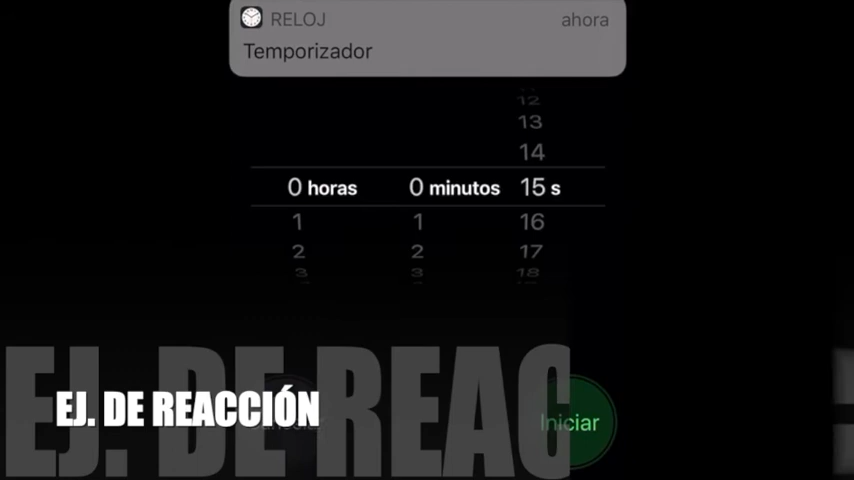 RELOJ ahora
Temporizador
12
13
14
0 horas 0 minutos 15 s
1 1 16
2 2 17
3 3 18
EJ. DE REAC
EJ. DE REACCIÓN
Iniciar